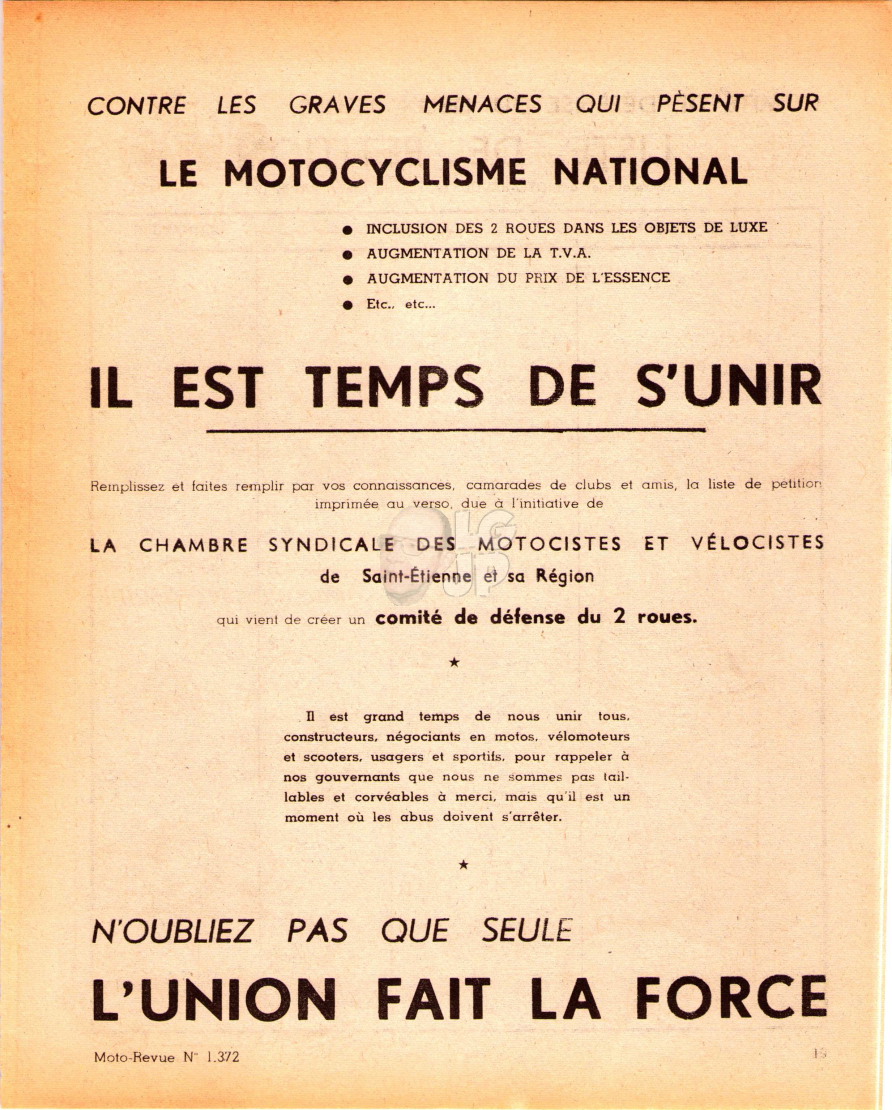 CONTRE LES GRAVES MENACES QUI PÈSENT SUR
LE MOTOCYCLISME NATIONAL
● INCLUSION DES 2 ROUES DANS LES OBJETS DE LUXE
● AUGMENTATION DE LA T.V.A.
● AUGMENTATION DU PRIX DE L'ESSENCE
● Etc., etc...
IL EST TEMPS DE S'UNIR
Remplissez et faites remplir par vos connaissances, camarades de clubs et amis, la liste de pétition
imprimée au verso, due à l'initiative de
LA CHAMBRE SYNDICALE DES MOTOCISTES ET VÉLOCISTES
de Saint-Étienne et sa Région
qui vient de créer un comité de défense du 2 roues.
★
Il est grand temps de nous unir tous,
constructeurs, négociants en motos, vélomoteurs
et scooters, usagers et sportifs, pour rappeler à
nos gouvernants que nous ne sommes pas tail-
lables et corvéables à merci, mais qu'il est un
moment où les abus doivent s'arrêter.
★
N'OUBLIEZ PAS QUE SEULE
L'UNION FAIT LA FORCE
Moto-Revue N° 1.372
LG
UP